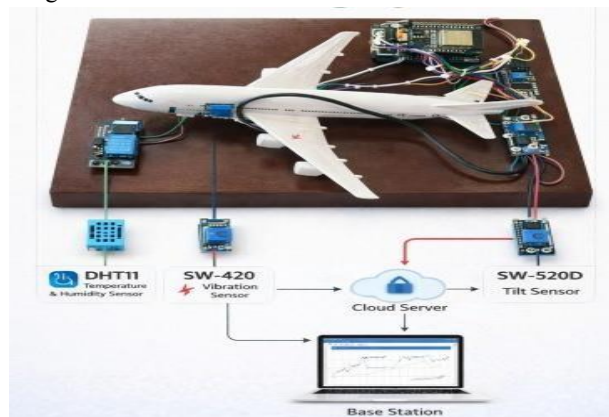 DHT11
Temperature
& Humidity Sensor
SW-420
Vibration
Sensor
Cloud Server
SW-520D
Tilt Sensor
Base Station